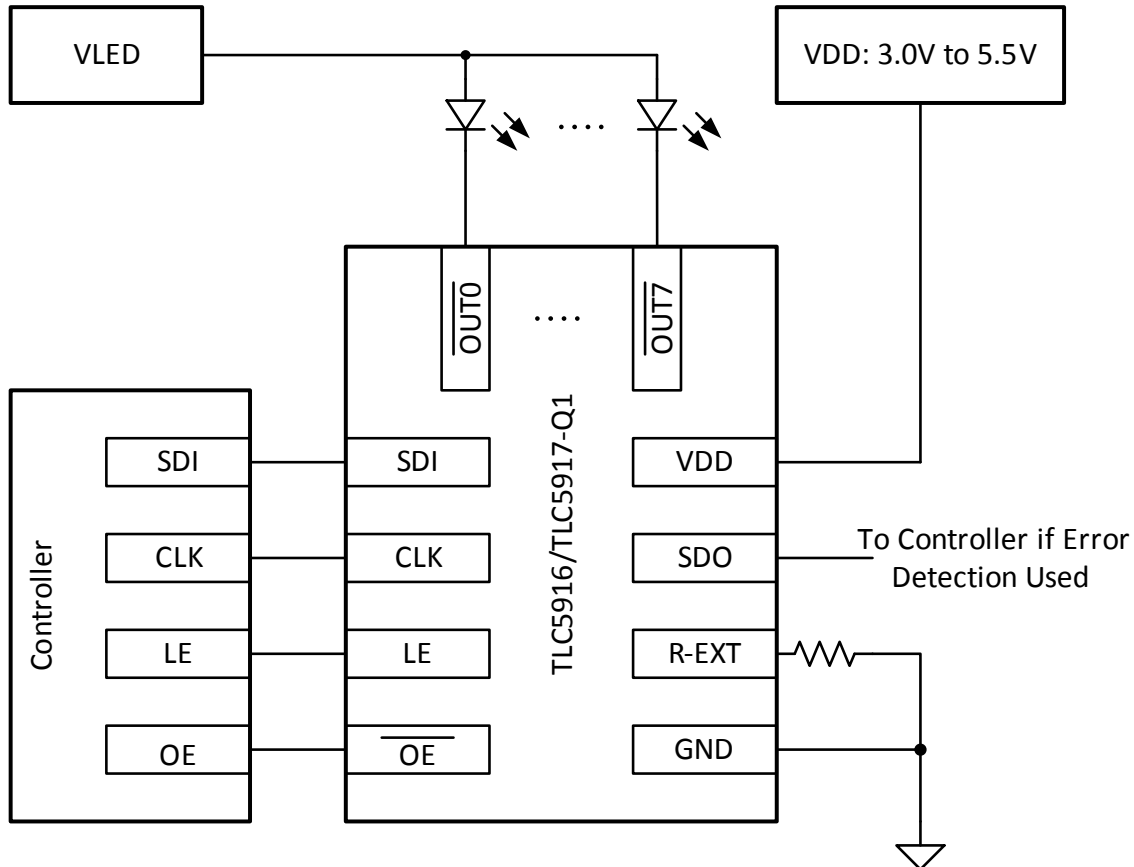 VLED
VDD: 3.0V to 5.5V
....
OUT0
....
OUT7
TLC5916/TLC5917-Q1
Controller
SDI
SDI
VDD
CLK
CLK
SDO
To Controller if Error
Detection Used
LE
LE
R-EXT
OE
OE
GND